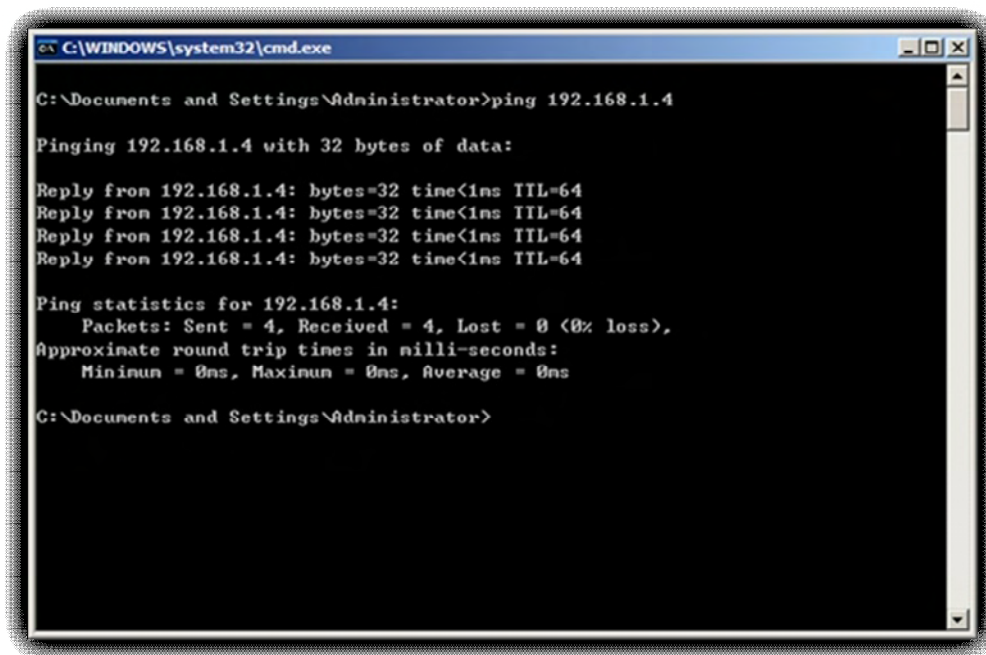 C:\WINDOWS\system32\cmd.exe
C:\Documents and Settings\Administrator>ping 192.168.1.4
Pinging 192.168.1.4 with 32 bytes of data:
Reply from 192.168.1.4: bytes=32 time<1ms TTL=64
Reply from 192.168.1.4: bytes=32 time<1ms TTL=64
Reply from 192.168.1.4: bytes=32 time<1ms TTL=64
Reply from 192.168.1.4: bytes=32 time<1ms TTL=64
Ping statistics for 192.168.1.4:
    Packets: Sent = 4, Received = 4, Lost = 0 (0% loss),
Approximate round trip times in milli-seconds:
    Minimum = 0ms, Maximum = 0ms, Average = 0ms
C:\Documents and Settings\Administrator>